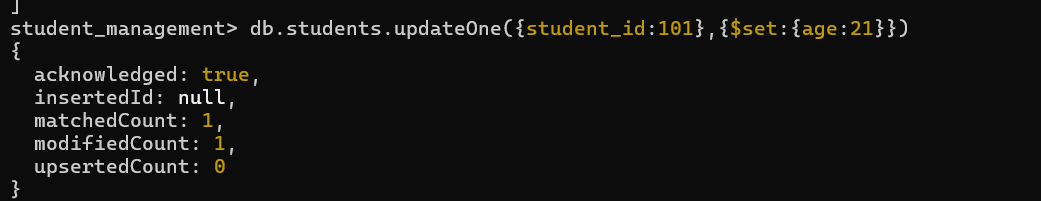 ]
student_management> db.students.updateOne({student_id:101},{$set:{age:21}})
{
  acknowledged: true,
  insertedId: null,
  matchedCount: 1,
  modifiedCount: 1,
  upsertedCount: 0
}